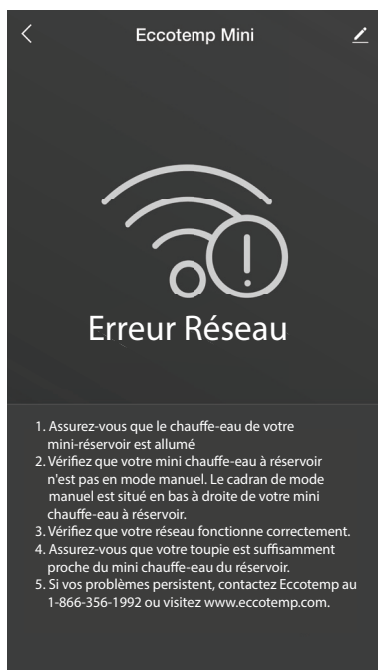 Eccotemp Mini
Erreur Réseau
1. Assurez-vous que le chauffe-eau de votre
mini-réservoir est allumé
2. Vérifiez que votre mini chauffe-eau à réservoir
n'est pas en mode manuel. Le cadran de mode
manuel est situé en bas à droite de votre mini
chauffe-eau à réservoir.
3. Vérifiez que votre réseau fonctionne correctement.
4. Assurez-vous que votre toupie est suffisamment
proche du mini chauffe-eau du réservoir.
5. Si vos problèmes persistent, contactez Eccotemp au
1-866-356-1992 ou visitez www.eccotemp.com.